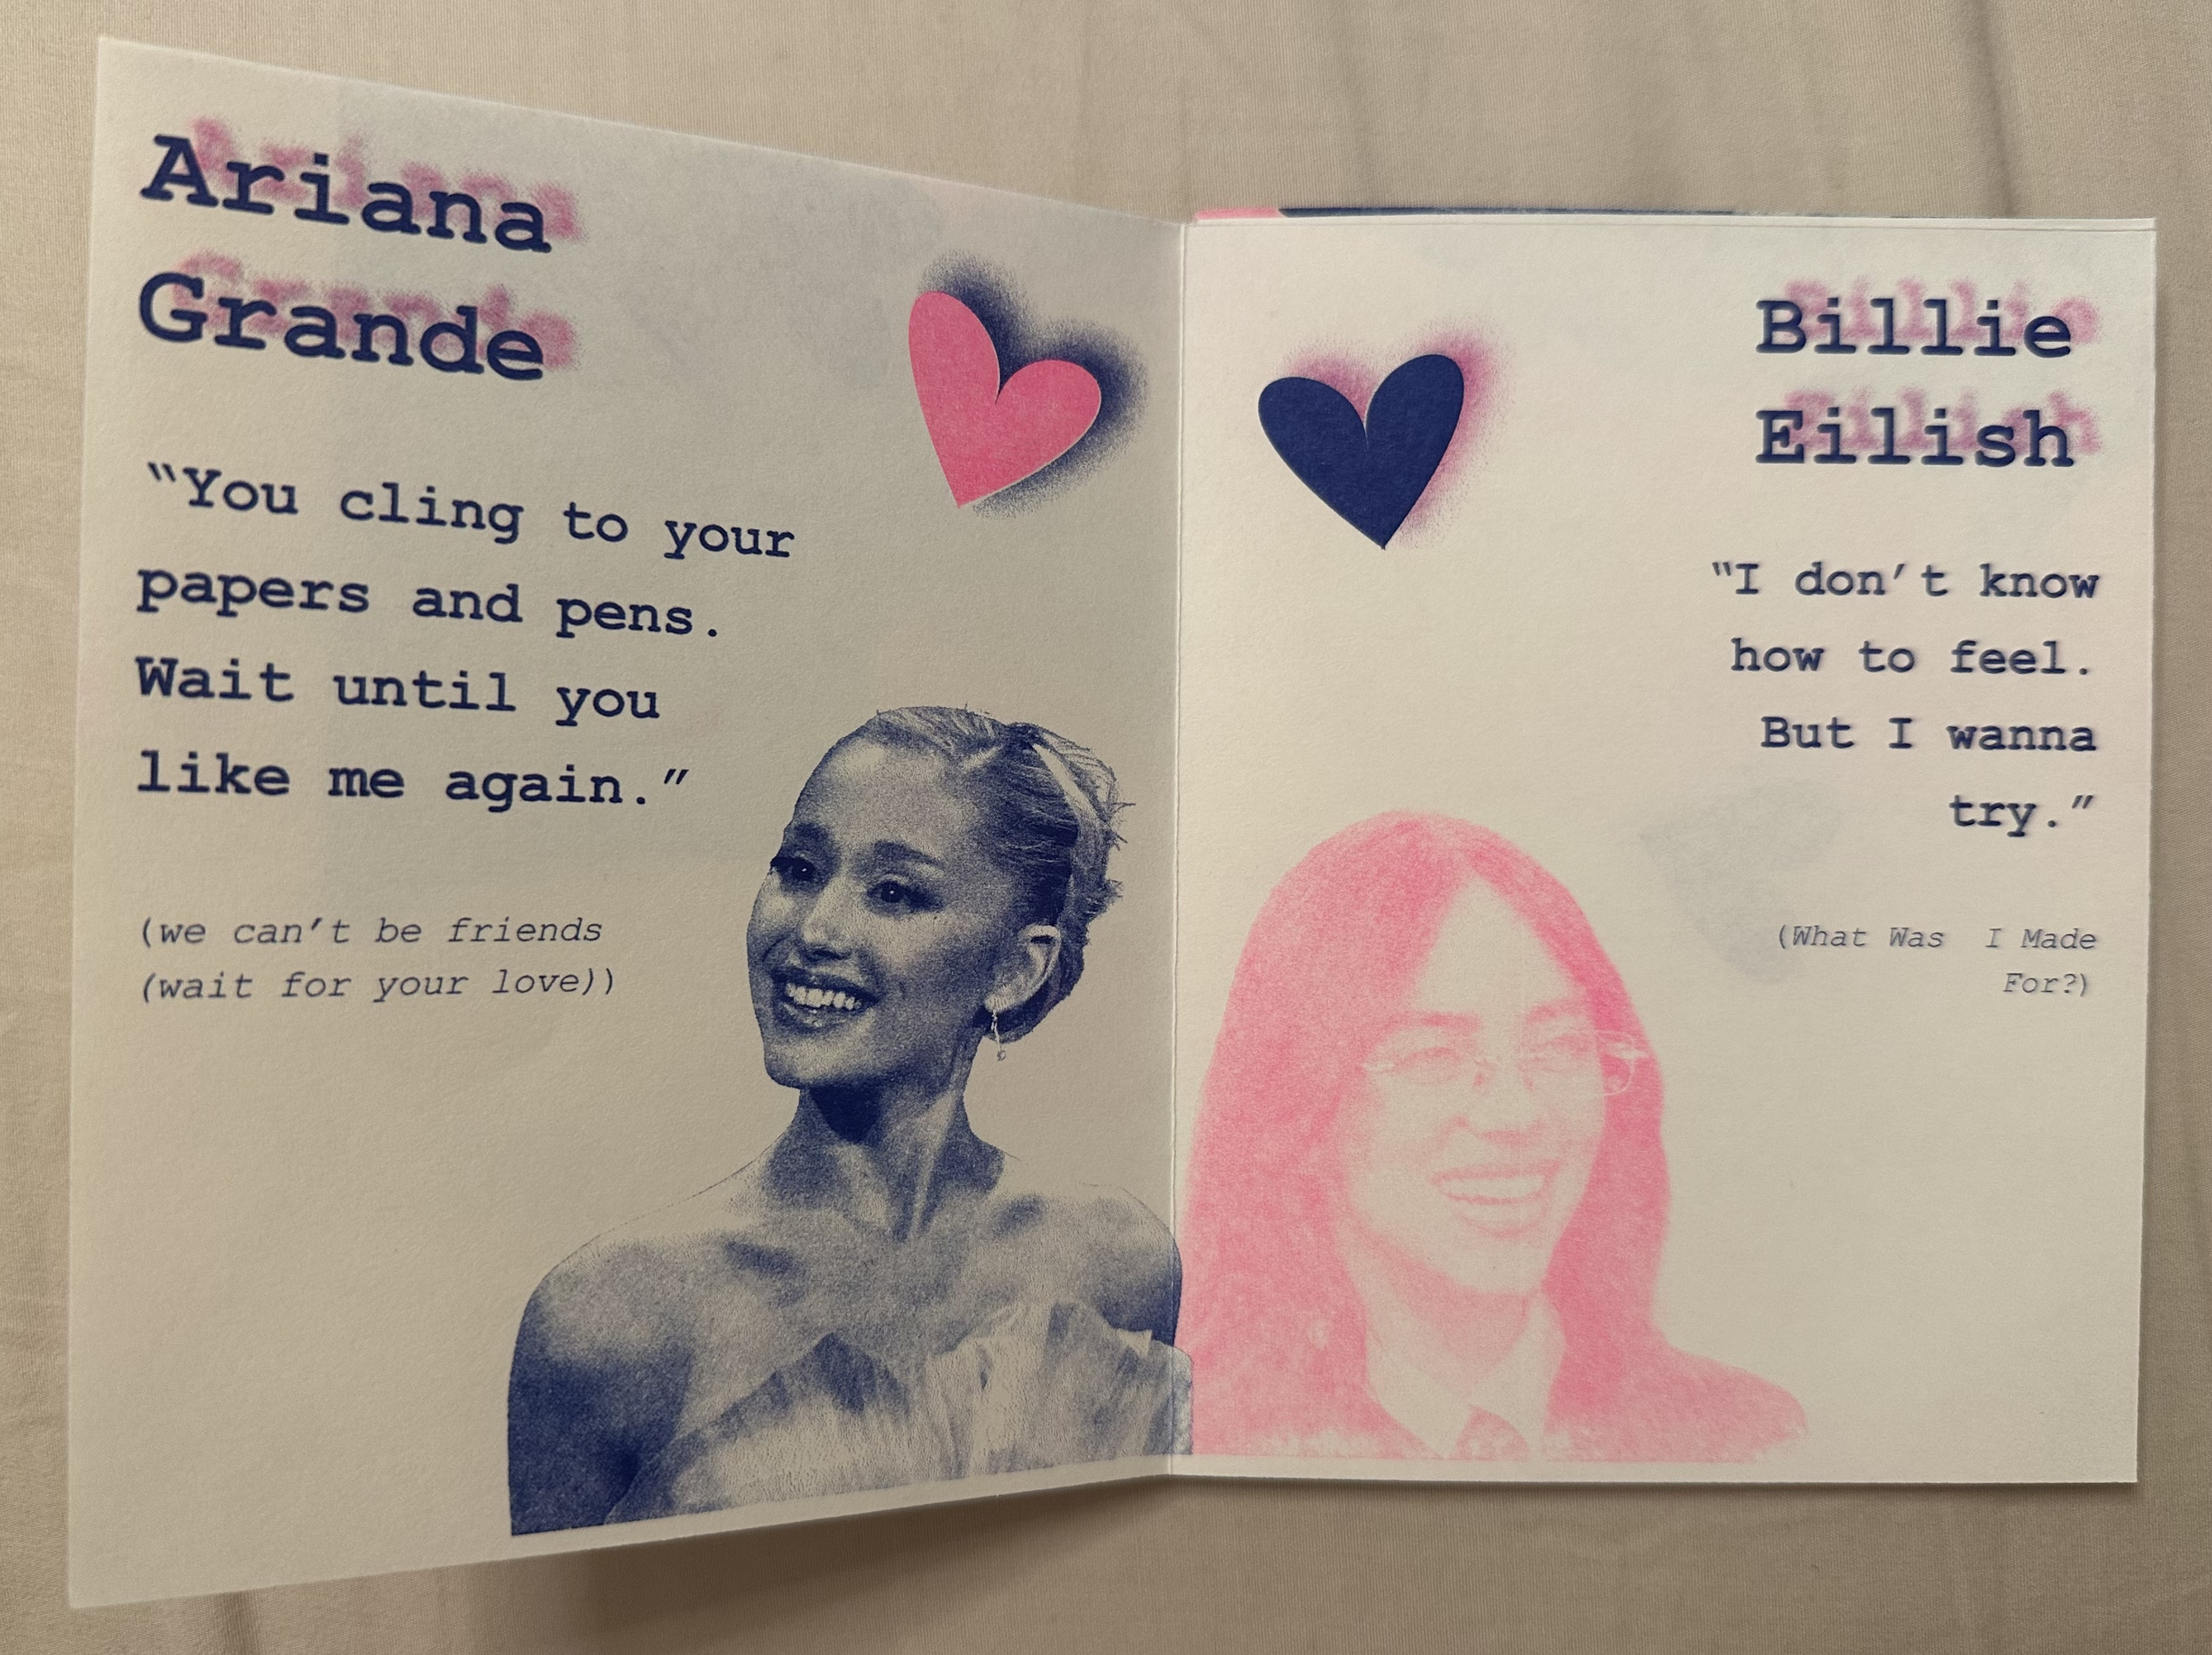 Ariana
Grande
“You cling to your
papers and pens.
Wait until you
like me again.”
(we can’t be friends
(wait for your love))
Billie
Eilish
“I don’t know
how to feel.
But I wanna
try.”
(What Was  I Made
For?)